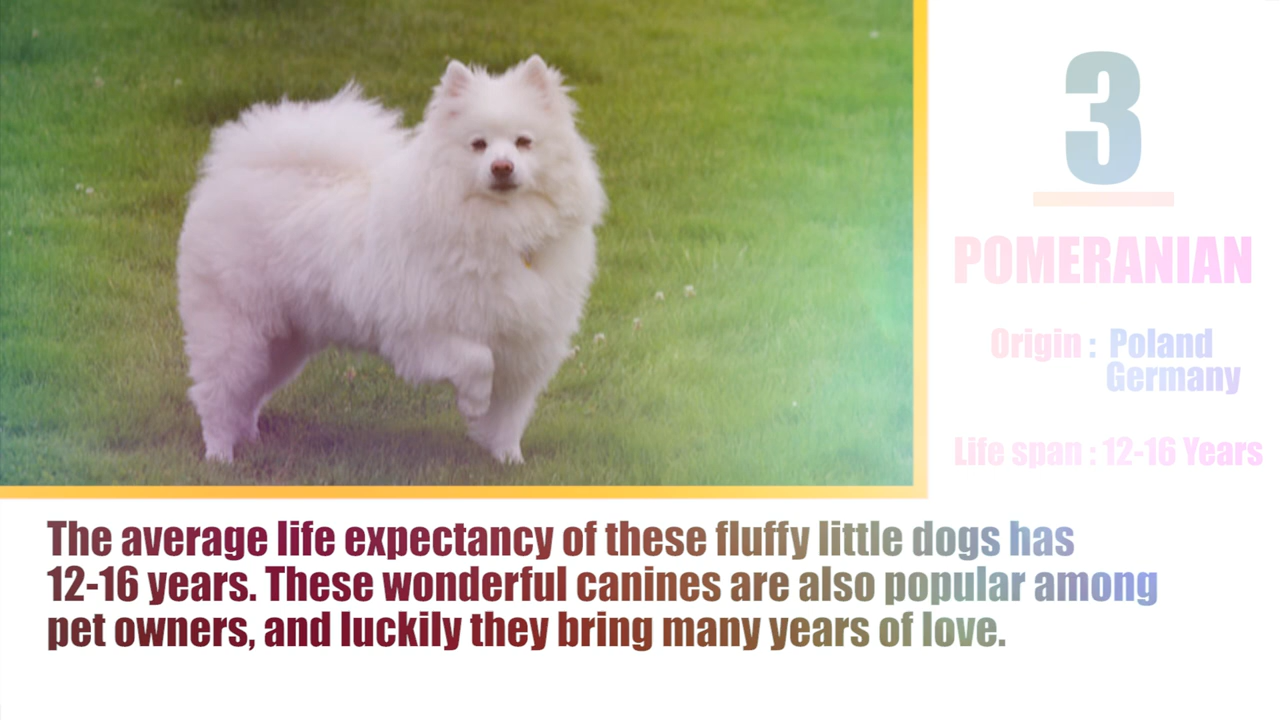 3
POMERANIAN
Origin : Poland
Germany
Life span : 12-16 Years
The average life expectancy of these fluffy little dogs has
12-16 years. These wonderful canines are also popular among
pet owners, and luckily they bring many years of love.